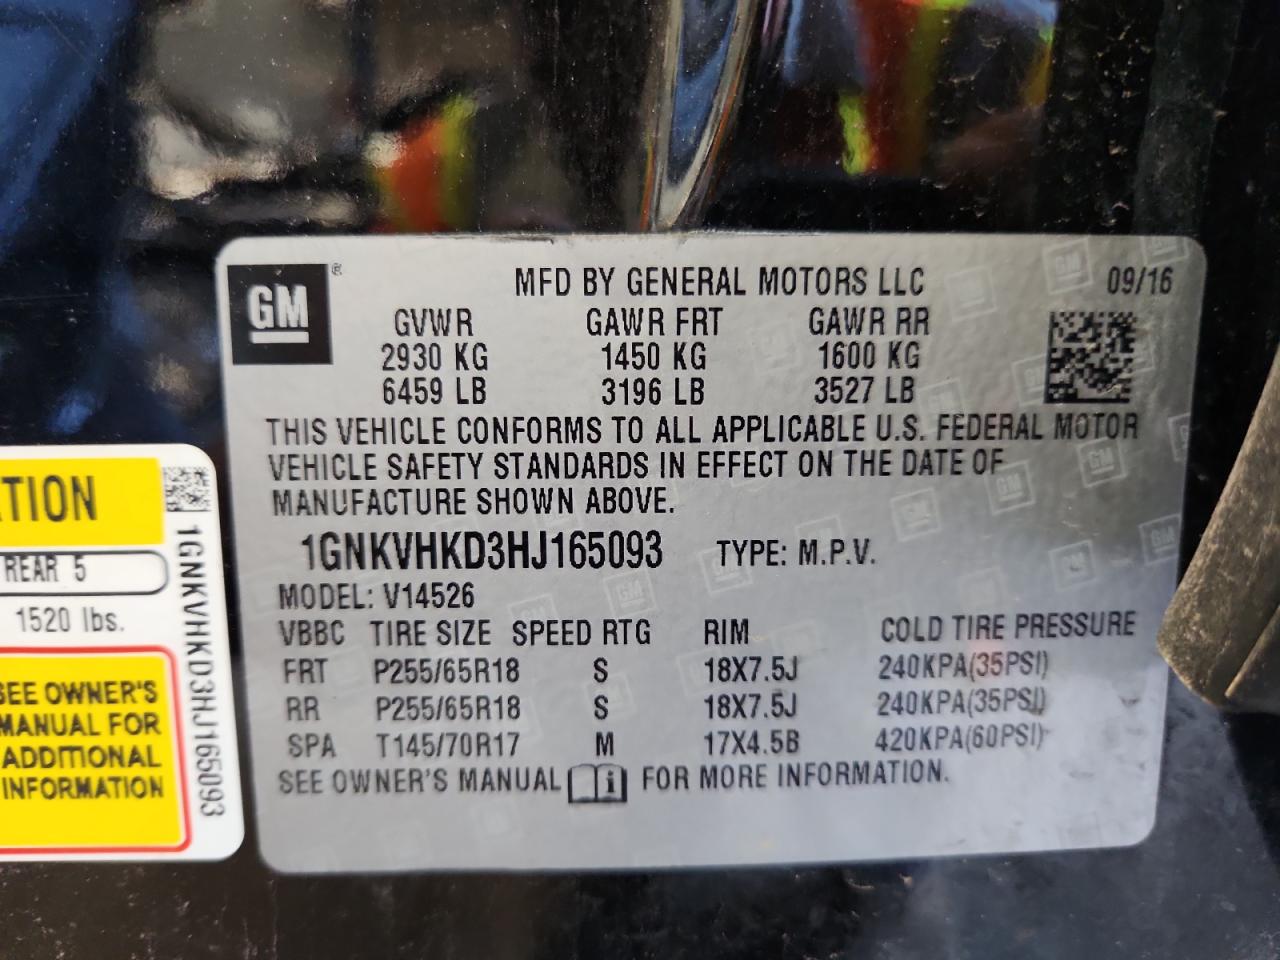 GM ®
MFD BY GENERAL MOTORS LLC 09/16
GVWR GAWR FRT GAWR RR
2930 KG 1450 KG 1600 KG
6459 LB 3196 LB 3527 LB
THIS VEHICLE CONFORMS TO ALL APPLICABLE U.S. FEDERAL MOTOR
VEHICLE SAFETY STANDARDS IN EFFECT ON THE DATE OF
MANUFACTURE SHOWN ABOVE.
1GNKVHKD3HJ165093 TYPE: M.P.V.
MODEL: V14526
VBBC TIRE SIZE SPEED RTG RIM COLD TIRE PRESSURE
FRT P255/65R18 S 18X7.5J 240KPA(35PSI)
RR P255/65R18 S 18X7.5J 240KPA(35PSI)
SPA T145/70R17 M 17X4.5B 420KPA(60PSI)
SEE OWNER'S MANUAL i FOR MORE INFORMATION.
TION
REAR 5
1520 lbs.
SEE OWNER'S
MANUAL FOR
ADDITIONAL
INFORMATION
1GNKVHKD3HJ165093